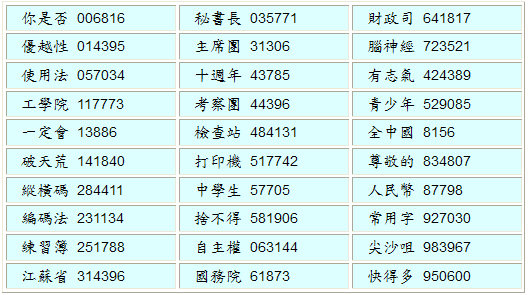 你是否 006816 秘書長 035771 財政司 641817
優越性 014395 主席團 31306 腦神經 723521
使用法 057034 十週年 43785 有志氣 424389
工學院 117773 考察團 44396 青少年 529085
一定會 13886 檢查站 484131 全中國 8156
破天荒 141840 打印機 517742 尊敬的 834807
縱橫碼 284411 中學生 57705 人民幣 87798
編碼法 231134 捨不得 581906 常用字 927030
練習簿 251788 自主權 063144 尖沙咀 983967
江蘇省 314396 國務院 61873 快得多 950600